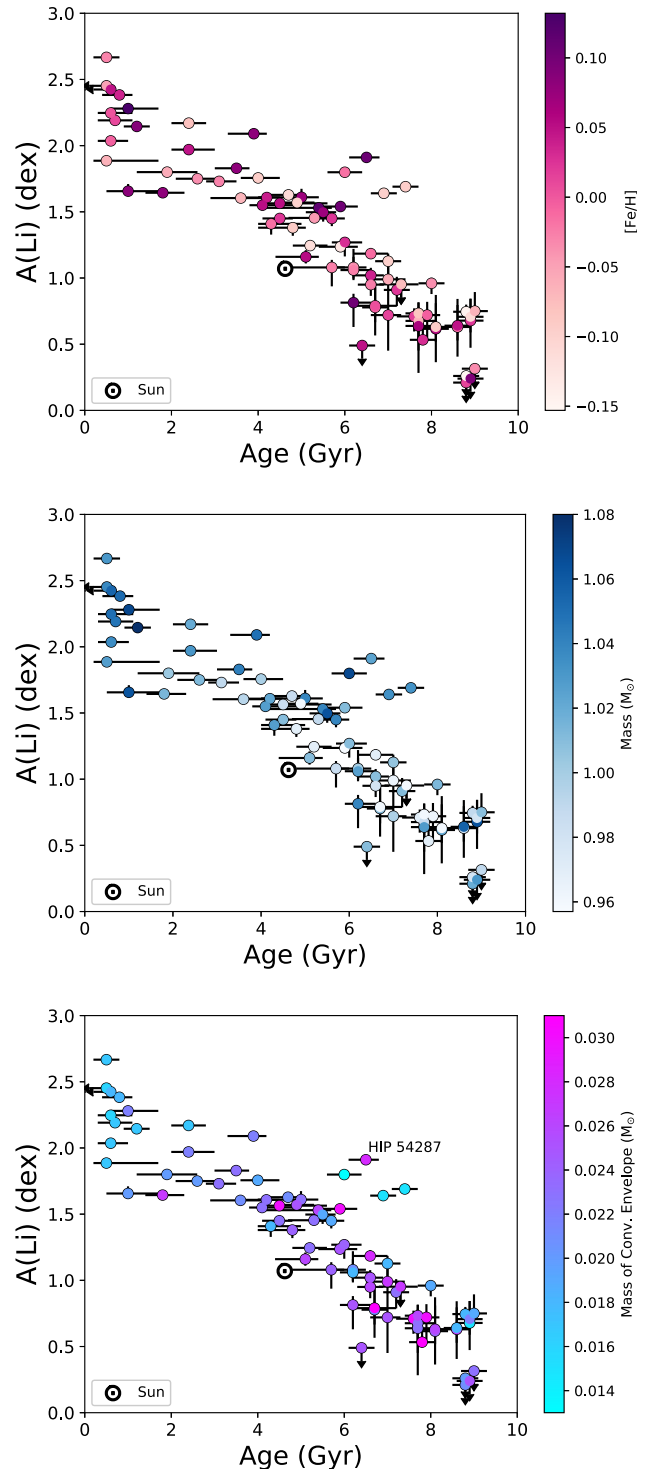 3.0
2.5
2.0
1.5
1.0
0.5
0.0
A(Li) (dex)
Sun
0 2 4 6 8 10
Age (Gyr)
0.10
0.05
0.00
−0.05
−0.10
−0.15
[Fe/H]
3.0
2.5
2.0
1.5
1.0
0.5
0.0
A(Li) (dex)
Sun
0 2 4 6 8 10
Age (Gyr)
1.08
1.06
1.04
1.02
1.00
0.98
0.96
Mass (M☉)
3.0
2.5
2.0
1.5
1.0
0.5
0.0
A(Li) (dex)
HIP 54287
Sun
0 2 4 6 8 10
Age (Gyr)
0.030
0.028
0.026
0.024
0.022
0.020
0.018
0.016
0.014
Mass of Conv. Envelope (M☉)